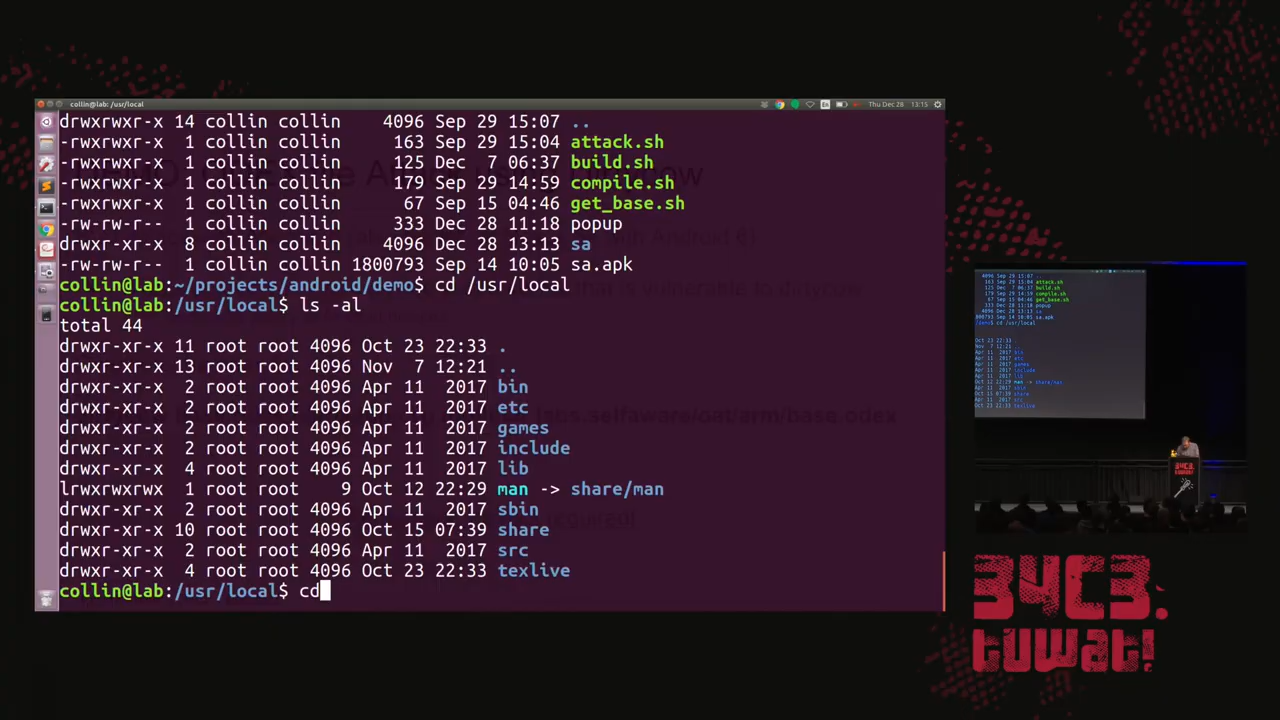 collin@lab: /usr/local
En
Thu Dec 28 13:15
drwxrwxr-x 14 collin collin    4096 Sep 29 15:07 ..
-rwxrwxr-x  1 collin collin     163 Sep 29 15:04 attack.sh
-rwxrwxr-x  1 collin collin     125 Dec  7 06:37 build.sh
-rwxrwxr-x  1 collin collin     179 Sep 29 14:59 compile.sh
-rwxrwxr-x  1 collin collin      67 Sep 15 04:46 get_base.sh
-rw-rw-r--  1 collin collin     333 Dec 28 11:18 popup
drwxrwxr-x  8 collin collin    4096 Dec 28 13:13 sa
-rw-rw-r--  1 collin collin 1800793 Sep 14 10:05 sa.apk
collin@lab:~/projects/android/demo$ cd /usr/local
collin@lab:/usr/local$ ls -al
total 44
drwxr-xr-x 11 root root 4096 Oct 23 22:33 .
drwxr-xr-x 13 root root 4096 Nov  7 12:21 ..
drwxr-xr-x  2 root root 4096 Apr 11  2017 bin
drwxr-xr-x  2 root root 4096 Apr 11  2017 etc
drwxr-xr-x  2 root root 4096 Apr 11  2017 games
drwxr-xr-x  2 root root 4096 Apr 11  2017 include
drwxr-xr-x  4 root root 4096 Apr 11  2017 lib
lrwxrwxrwx  1 root root    9 Oct 12 22:29 man -> share/man
drwxr-xr-x  2 root root 4096 Apr 11  2017 sbin
drwxr-xr-x 10 root root 4096 Oct 15 07:39 share
drwxr-xr-x  2 root root 4096 Apr 11  2017 src
drwxr-xr-x  4 root root 4096 Oct 23 22:33 texlive
collin@lab:/usr/local$ cd
34C3.
tuwat!